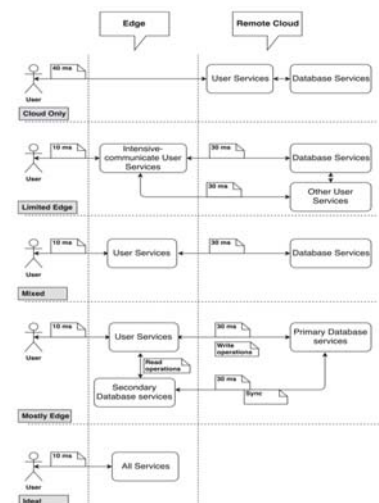 Edge
Remote Cloud
40 ms
User Services
Database Services
User
Cloud Only
10 ms
Intensive-
communicate User
Services
30 ms
Database Services
30 ms
Other User
Services
User
Limited Edge
10 ms
User Services
30 ms
Database Services
User
Mixed
10 ms
User Services
30 ms
Write
operations
Primary Database
services
User
Read
operations
Secondary
Database services
30 ms
Sync
Mostly Edge
10 ms
All Services
User
Ideal